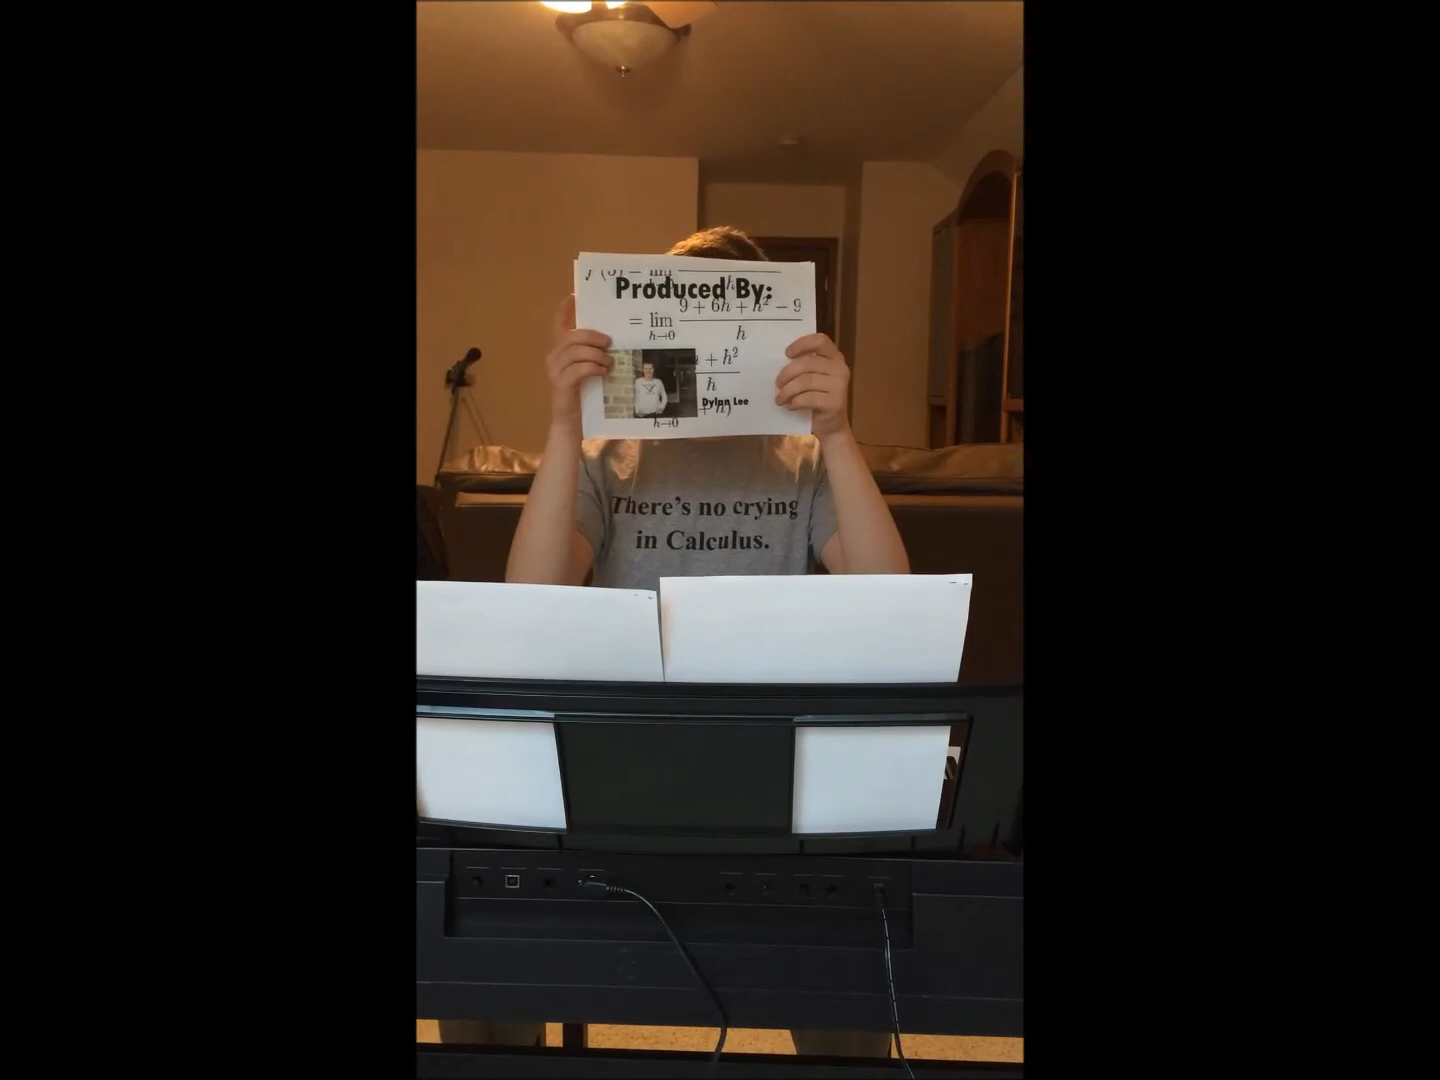 Produced By:
9 + 6h + h² − 9
= lim
h→0
h
+ h²
h
Dylan Lee
h→0
There's no crying
in Calculus.